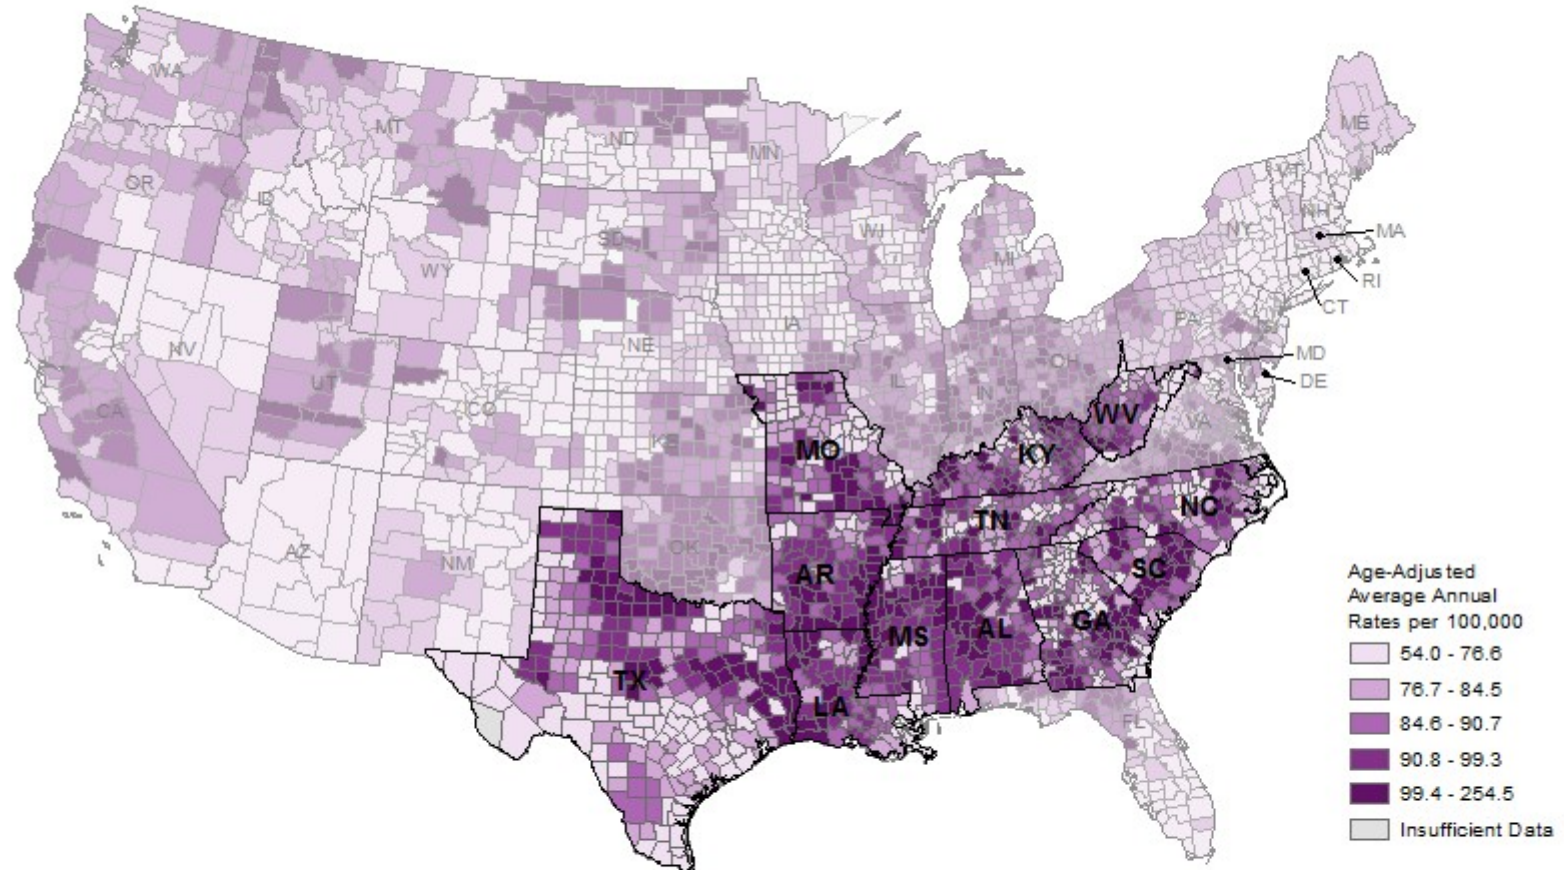 WA
MT
ND
MN
ME
OR
ID
VT
NH
SD
WI
NY
MA
WY
MI
RI
CT
IA
PA
NV
NE
MD
OH
UT
IL
IN
DE
CA
CO
WV
VA
KS
MO
KY
NC
TN
AZ
OK
NM
AR
SC
GA
MS
AL
TX
LA
FL
Age-Adjusted
Average Annual
Rates per 100,000
54.0 - 76.6
76.7 - 84.5
84.6 - 90.7
90.8 - 99.3
99.4 - 254.5
Insufficient Data